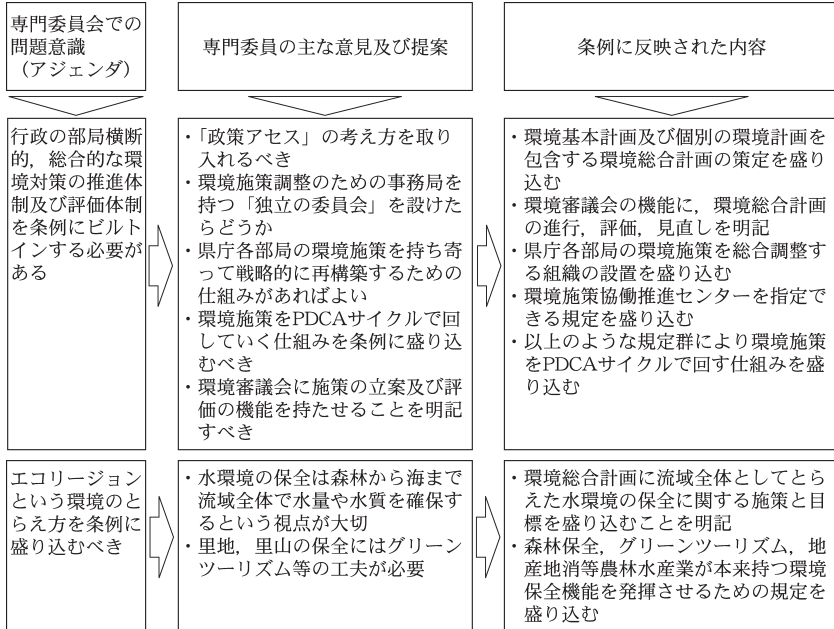 専門委員会での
問題意識
（アジェンダ）
専門委員の主な意見及び提案
条例に反映された内容
行政の部局横断
的，総合的な環
境対策の推進体
制及び評価体制
を条例にビルト
インする必要が
ある
・「政策アセス」の考え方を取り
入れるべき
・環境施策調整のための事務局を
持つ「独立の委員会」を設けた
らどうか
・県庁各部局の環境施策を持ち寄
って戦略的に再構築するための
仕組みがあればよい
・環境施策をPDCAサイクルで回
していく仕組みを条例に盛り込
むべき
・環境審議会に施策の立案及び評
価の機能を持たせることを明記
すべき
・環境基本計画及び個別の環境計画を
包含する環境総合計画の策定を盛り
込む
・環境審議会の機能に，環境総合計画
の進行，評価，見直しを明記
・県庁各部局の環境施策を総合調整す
る組織の設置を盛り込む
・環境施策協働推進センターを指定で
きる規定を盛り込む
・以上のような規定群により環境施策
をPDCAサイクルで回す仕組みを盛
り込む
エコリージョン
という環境のと
らえ方を条例に
盛り込むべき
・水環境の保全は森林から海まで
流域全体で水量や水質を確保す
るという視点が大切
・里地，里山の保全にはグリーン
ツーリズム等の工夫が必要
・環境総合計画に流域全体としてとら
えた水環境の保全に関する施策と目
標を盛り込むことを明記
・森林保全，グリーンツーリズム，地
産地消等農林水産業が本来持つ環境
保全機能を発揮させるための規定を
盛り込む